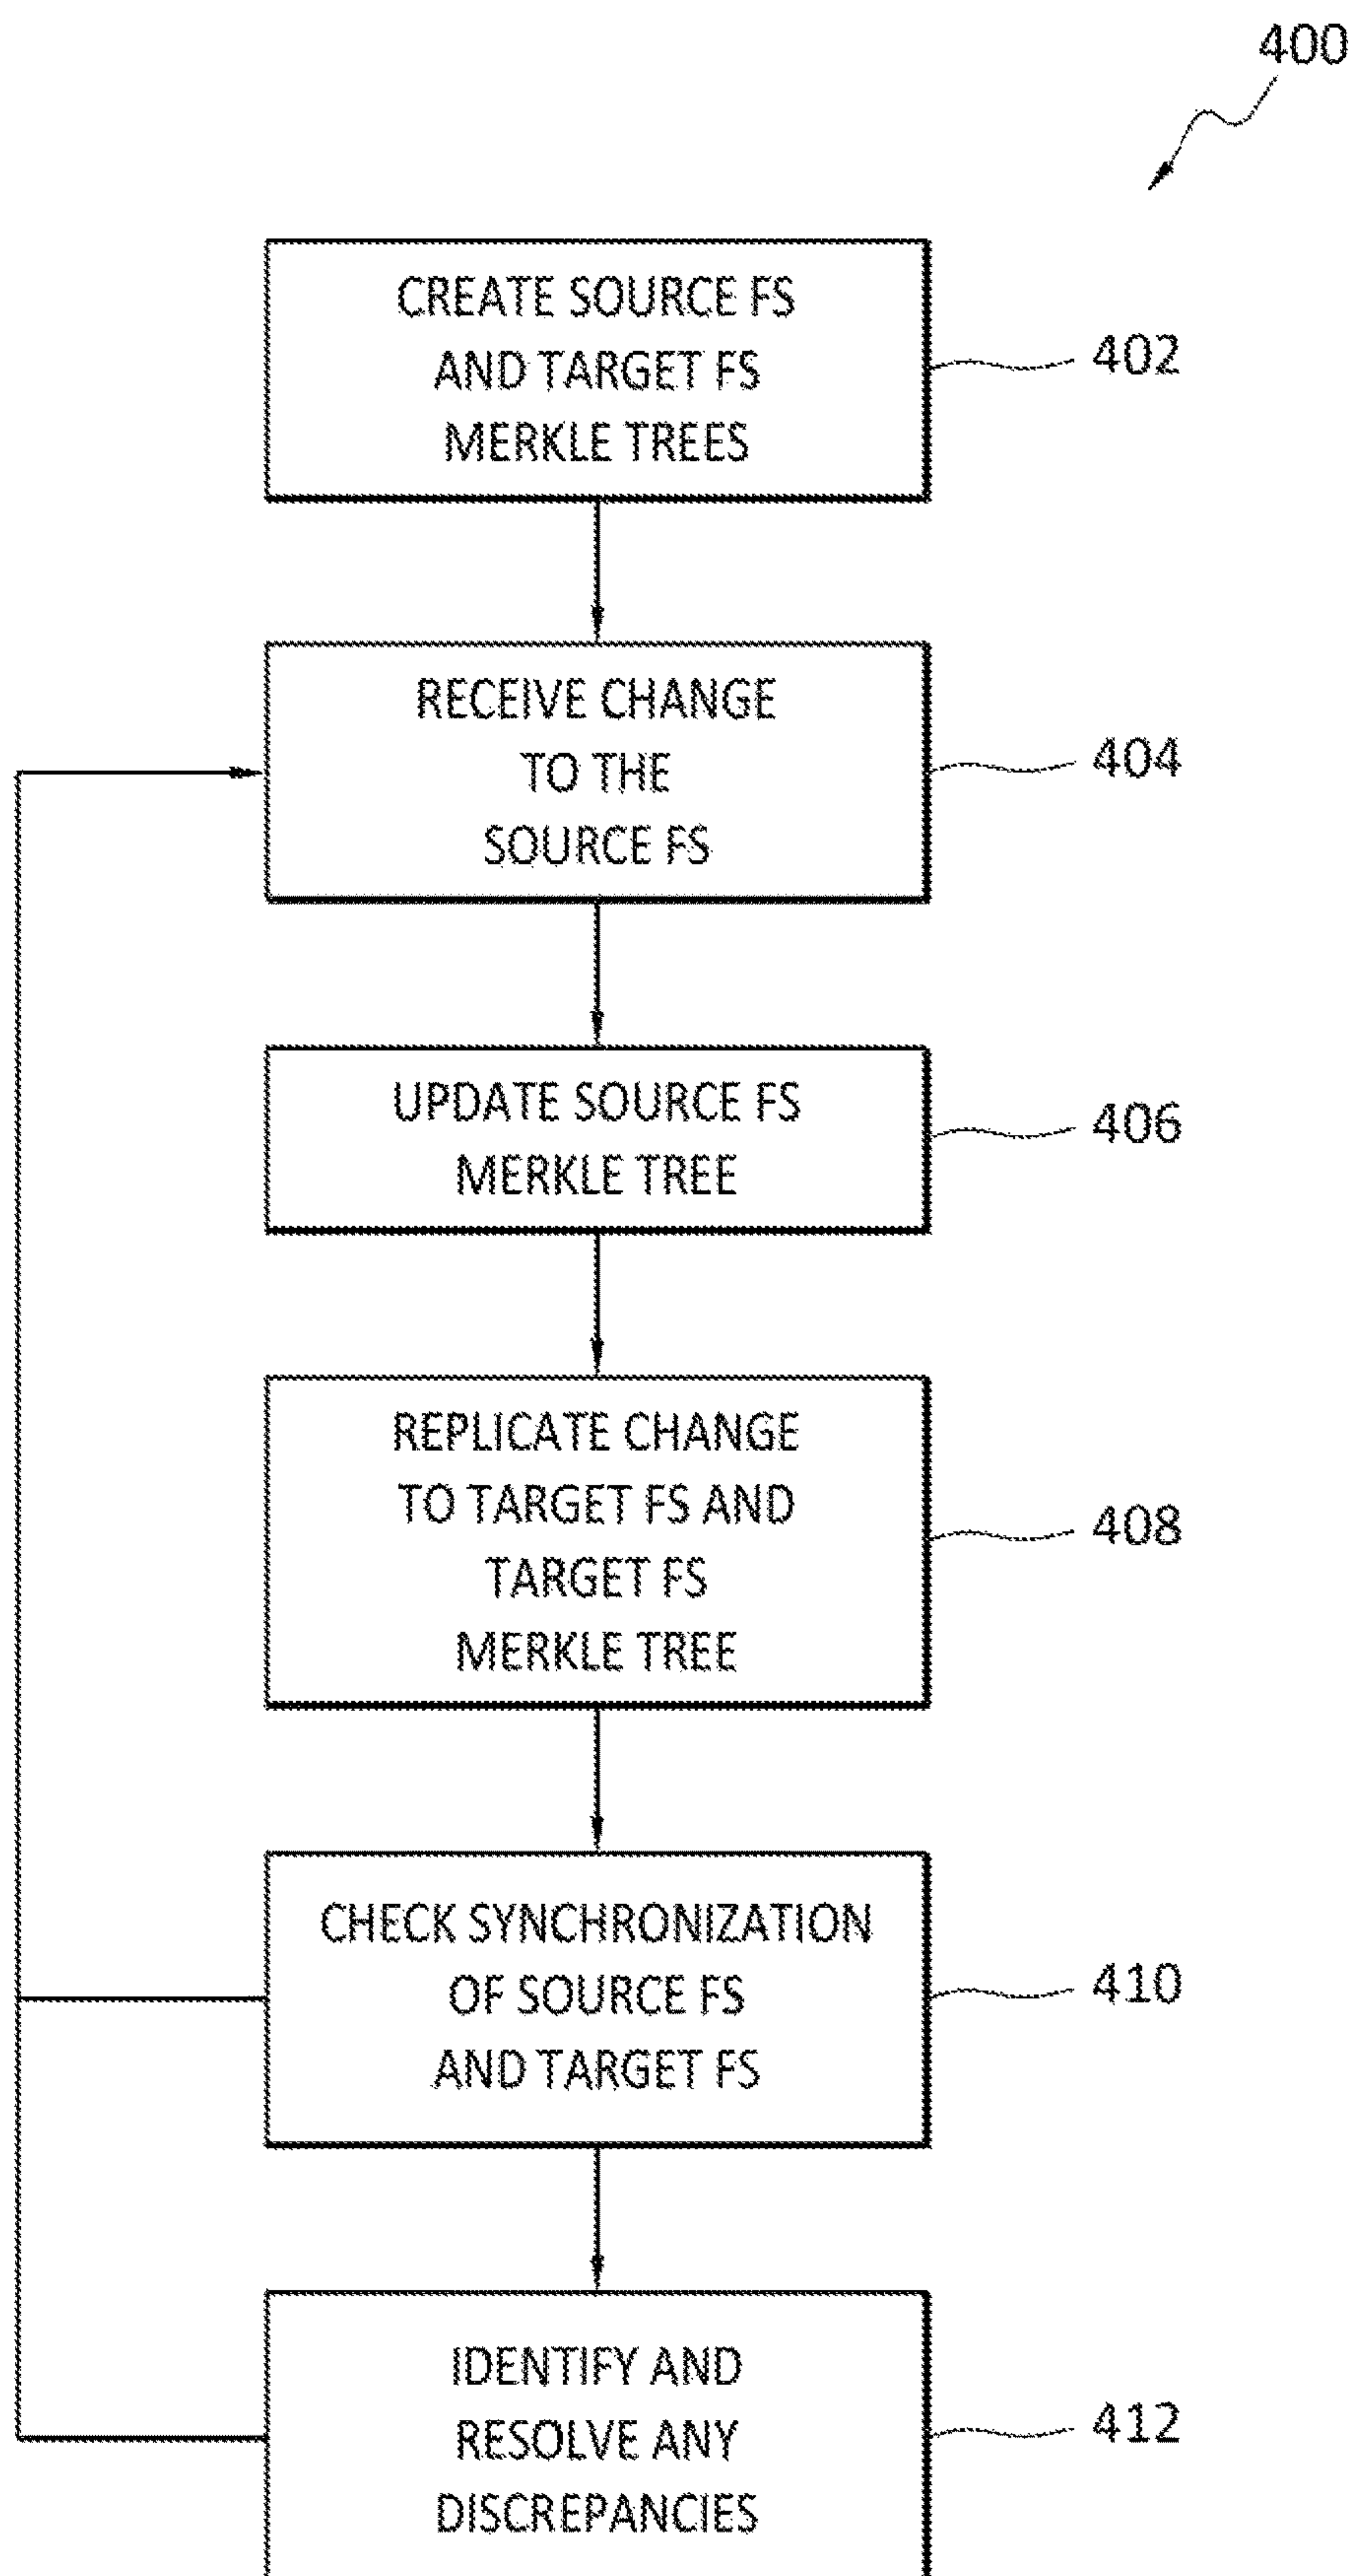 400
CREATE SOURCE FS
AND TARGET FS
MERKLE TREES
402
RECEIVE CHANGE
TO THE
SOURCE FS
404
UPDATE SOURCE FS
MERKLE TREE
406
REPLICATE CHANGE
TO TARGET FS AND
TARGET FS
MERKLE TREE
408
CHECK SYNCHRONIZATION
OF SOURCE FS
AND TARGET FS
410
IDENTIFY AND
RESOLVE ANY
DISCREPANCIES
412